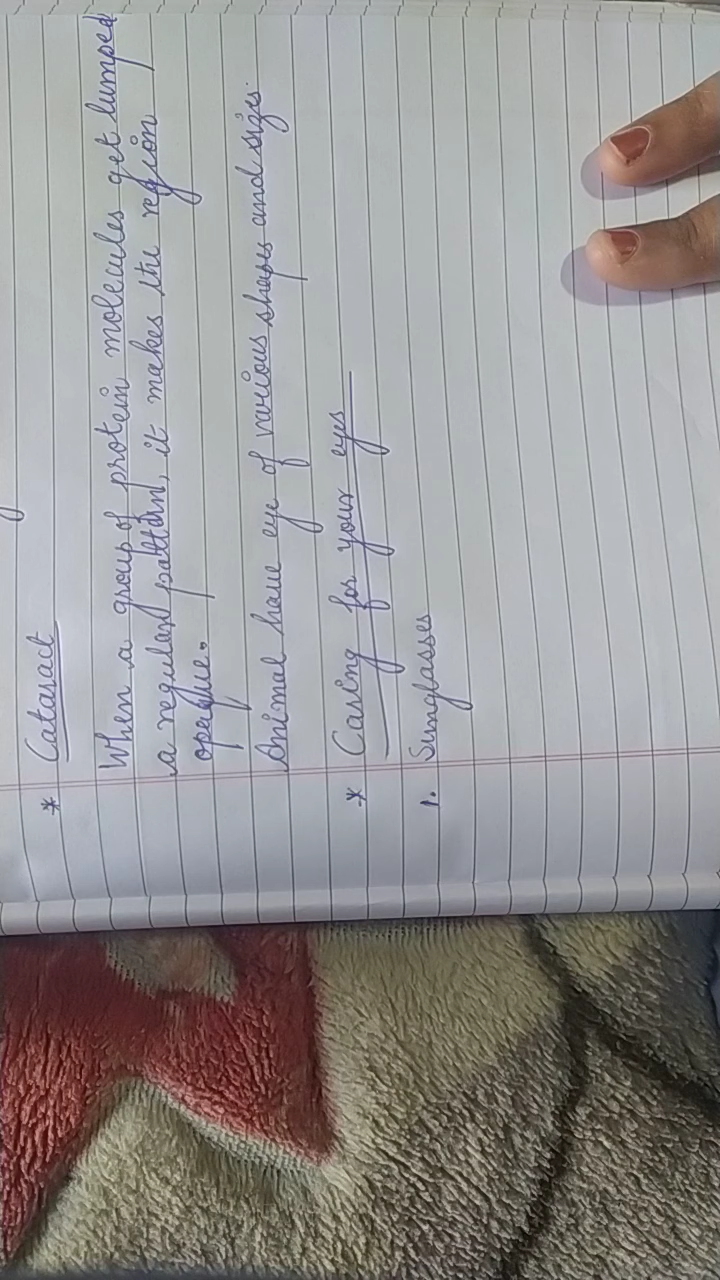 * Cataract
When a group of protein molecules get lumped
a regular pattern, it makes the region
opaque.
Animal have eye of various shapes and sizes.
* Caring for your eyes
1. Sunglasses